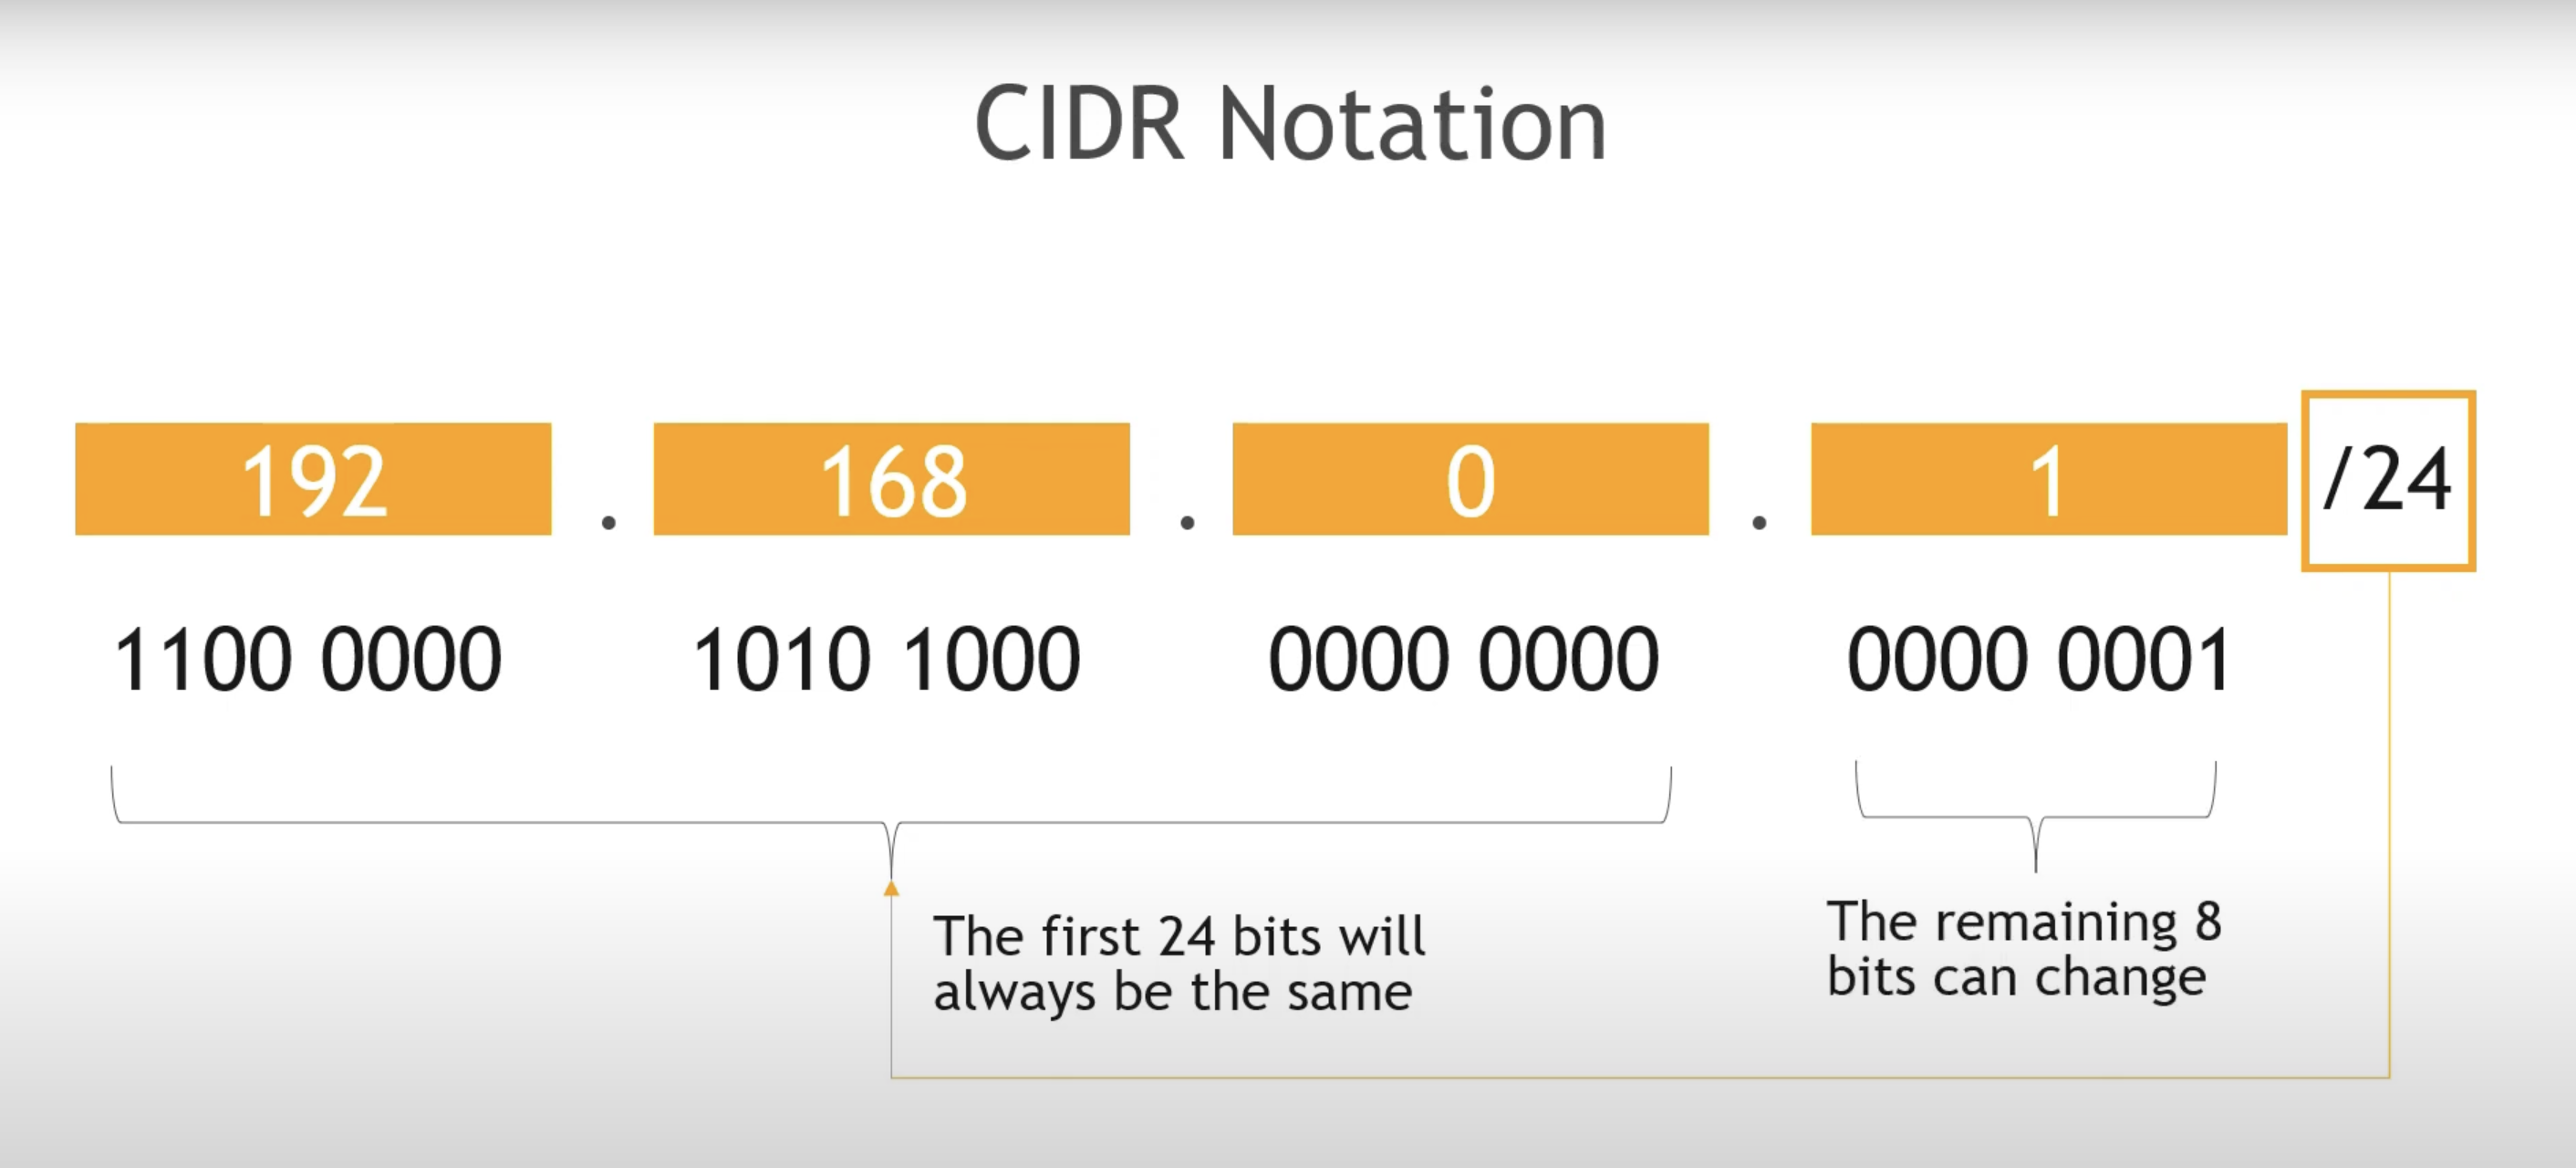 CIDR Notation
192 . 168 . 0 . 1 /24
1100 0000 1010 1000 0000 0000 0000 0001
The first 24 bits will
always be the same
The remaining 8
bits can change